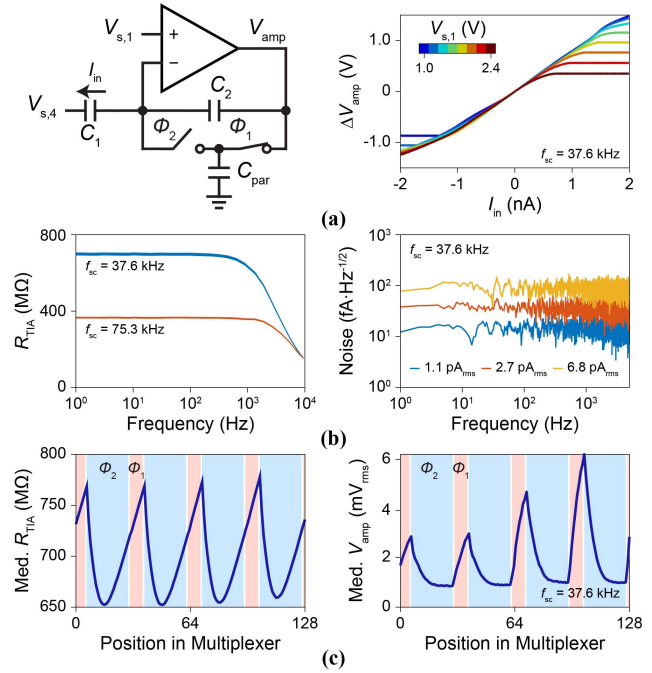 V_s,1
V_amp
+
−
I_in
C_2
V_s,4
C_1
Φ_2
Φ_1
C_par
V_s,1 (V)
1.0
2.4
ΔV_amp (V)
1.0
0
-1.0
f_sc = 37.6 kHz
-2
-1
0
1
2
I_in (nA)
(a)
R_TIA (MΩ)
800
400
0
f_sc = 37.6 kHz
f_sc = 75.3 kHz
10^0
10^1
10^2
10^3
10^4
Frequency (Hz)
Noise (fA·Hz^-1/2)
10^3
10^2
10^1
10^0
f_sc = 37.6 kHz
1.1 pA_rms
2.7 pA_rms
6.8 pA_rms
10^0
10^1
10^2
10^3
Frequency (Hz)
(b)
Med. R_TIA (MΩ)
800
750
700
650
Φ_2
Φ_1
0
64
128
Position in Multiplexer
Med. V_amp (mV_rms)
6
4
2
0
Φ_2
Φ_1
f_sc = 37.6 kHz
0
64
128
Position in Multiplexer
(c)